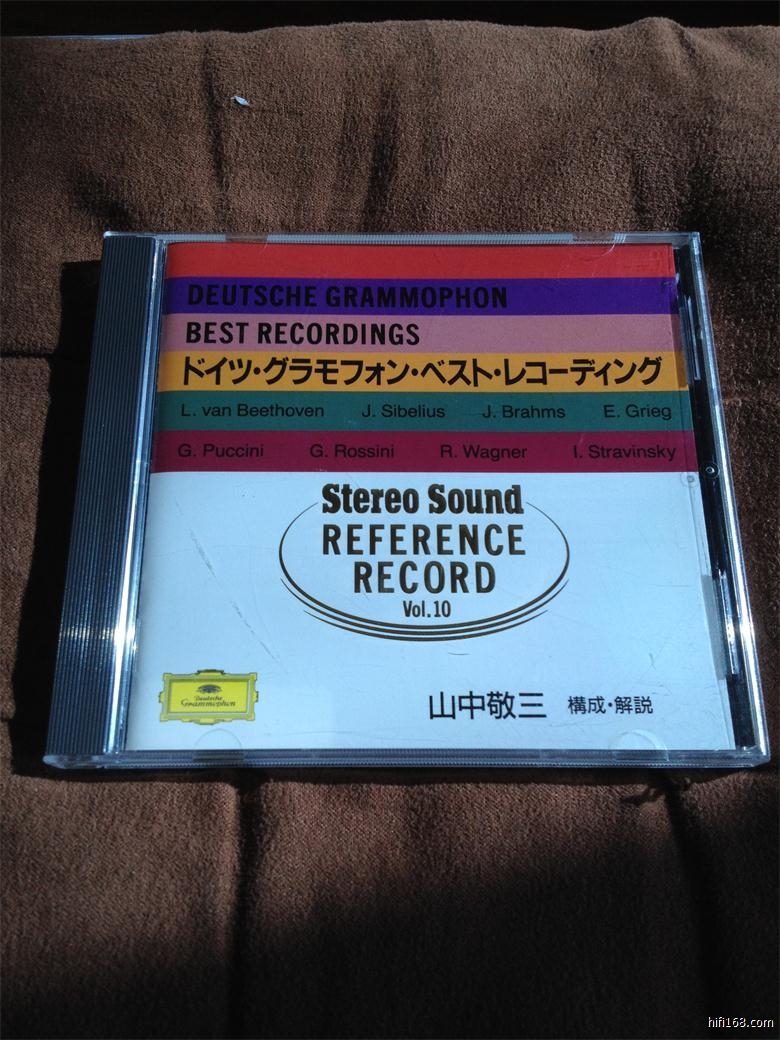 DEUTSCHE GRAMMOPHON
BEST RECORDINGS
ドイツ・グラモフォン・ベスト・レコーディング
L. van Beethoven J. Sibelius J. Brahms E. Grieg
G. Puccini G. Rossini R. Wagner I. Stravinsky
Stereo Sound
REFERENCE
RECORD
Vol.10
Deutsche
Grammophon
山中敬三 構成・解説
hifi168.com